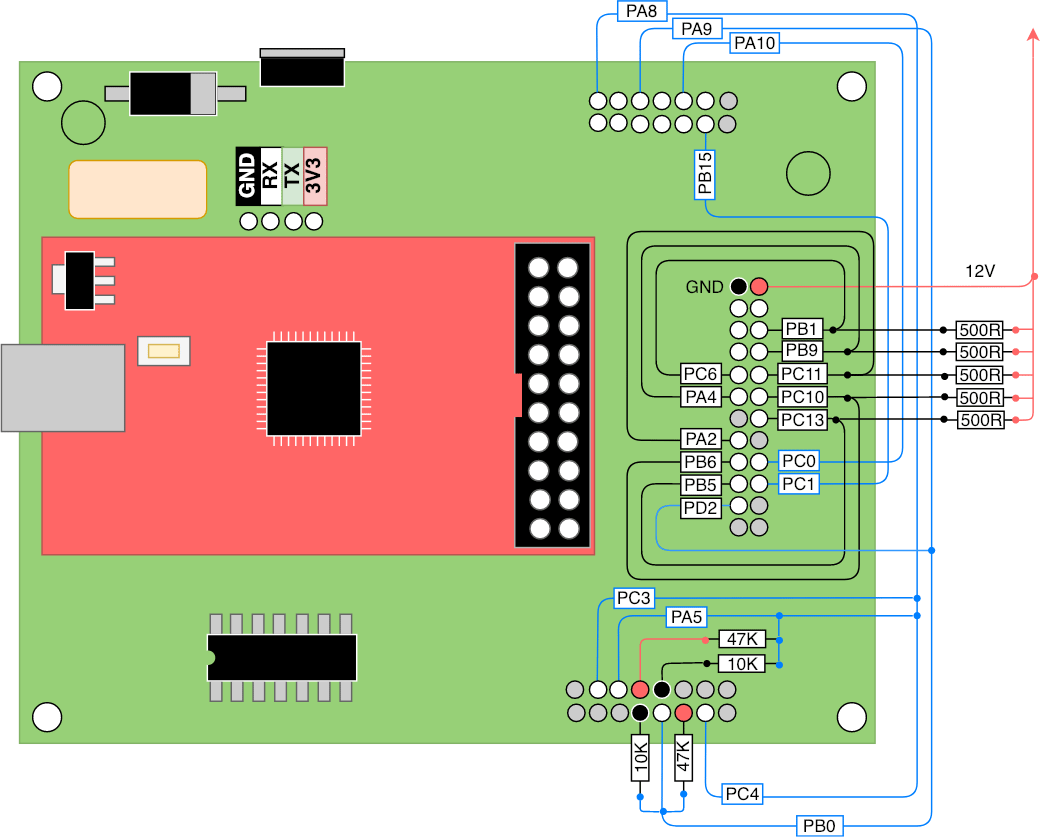 PA8
PA9
PA10
GND
RX
TX
3V3
PB15
12V
GND
PB1
500R
PB9
500R
PC6
PC11
500R
PA4
PC10
500R
PC13
500R
PA2
PB6
PC0
PB5
PC1
PD2
PC3
PA5
47K
10K
10K
47K
PC4
PB0